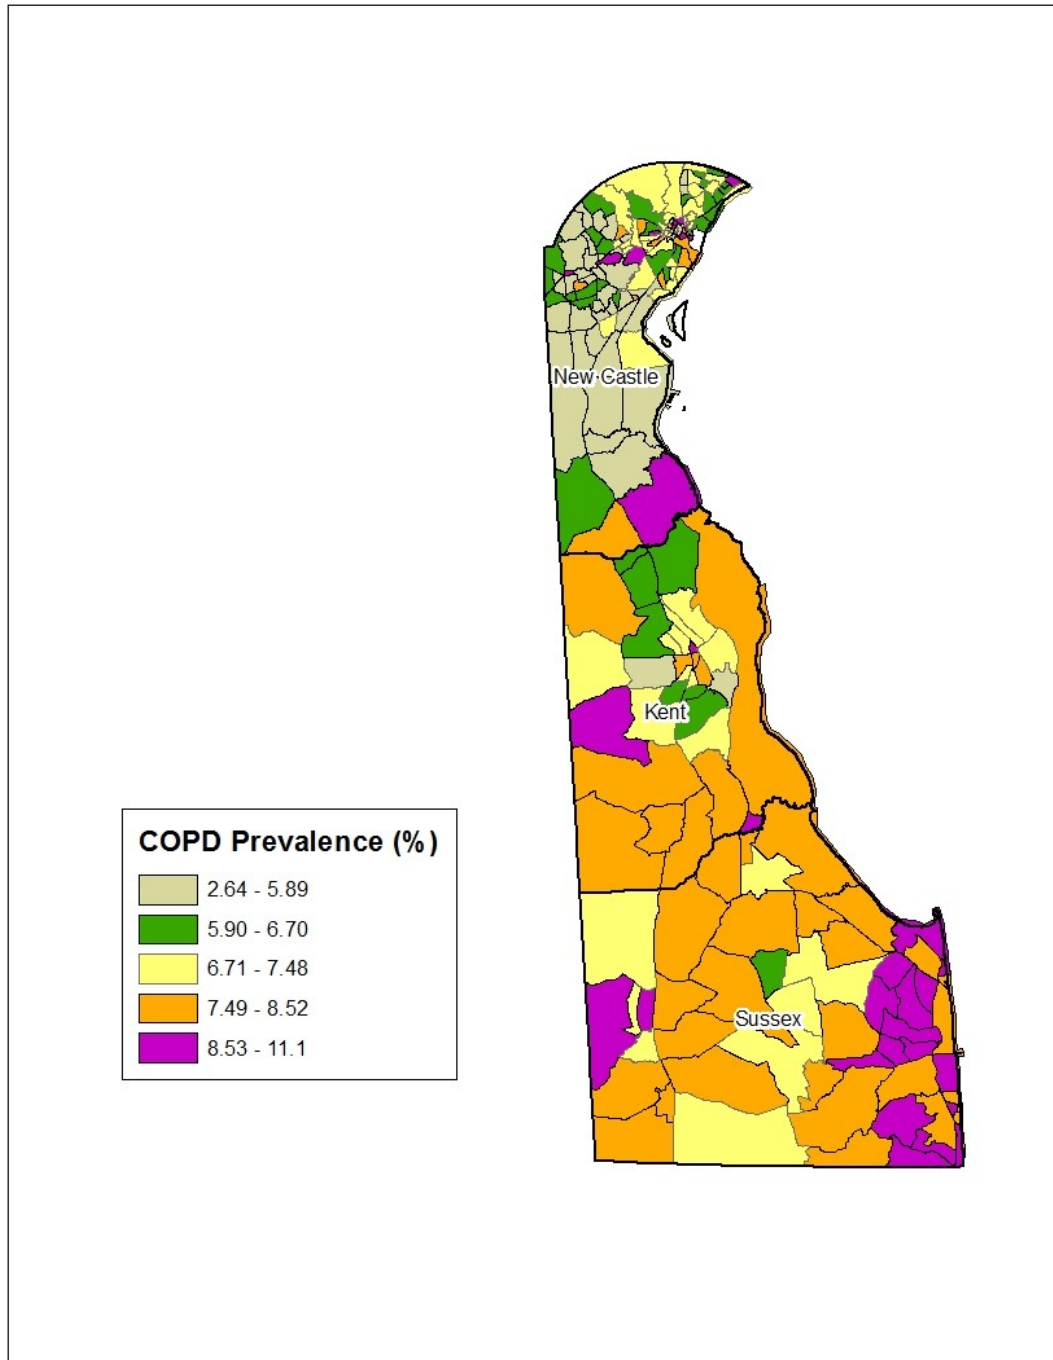 New Castle
Kent
COPD Prevalence (%)
2.64 - 5.89
5.90 - 6.70
6.71 - 7.48
7.49 - 8.52
8.53 - 11.1
Sussex